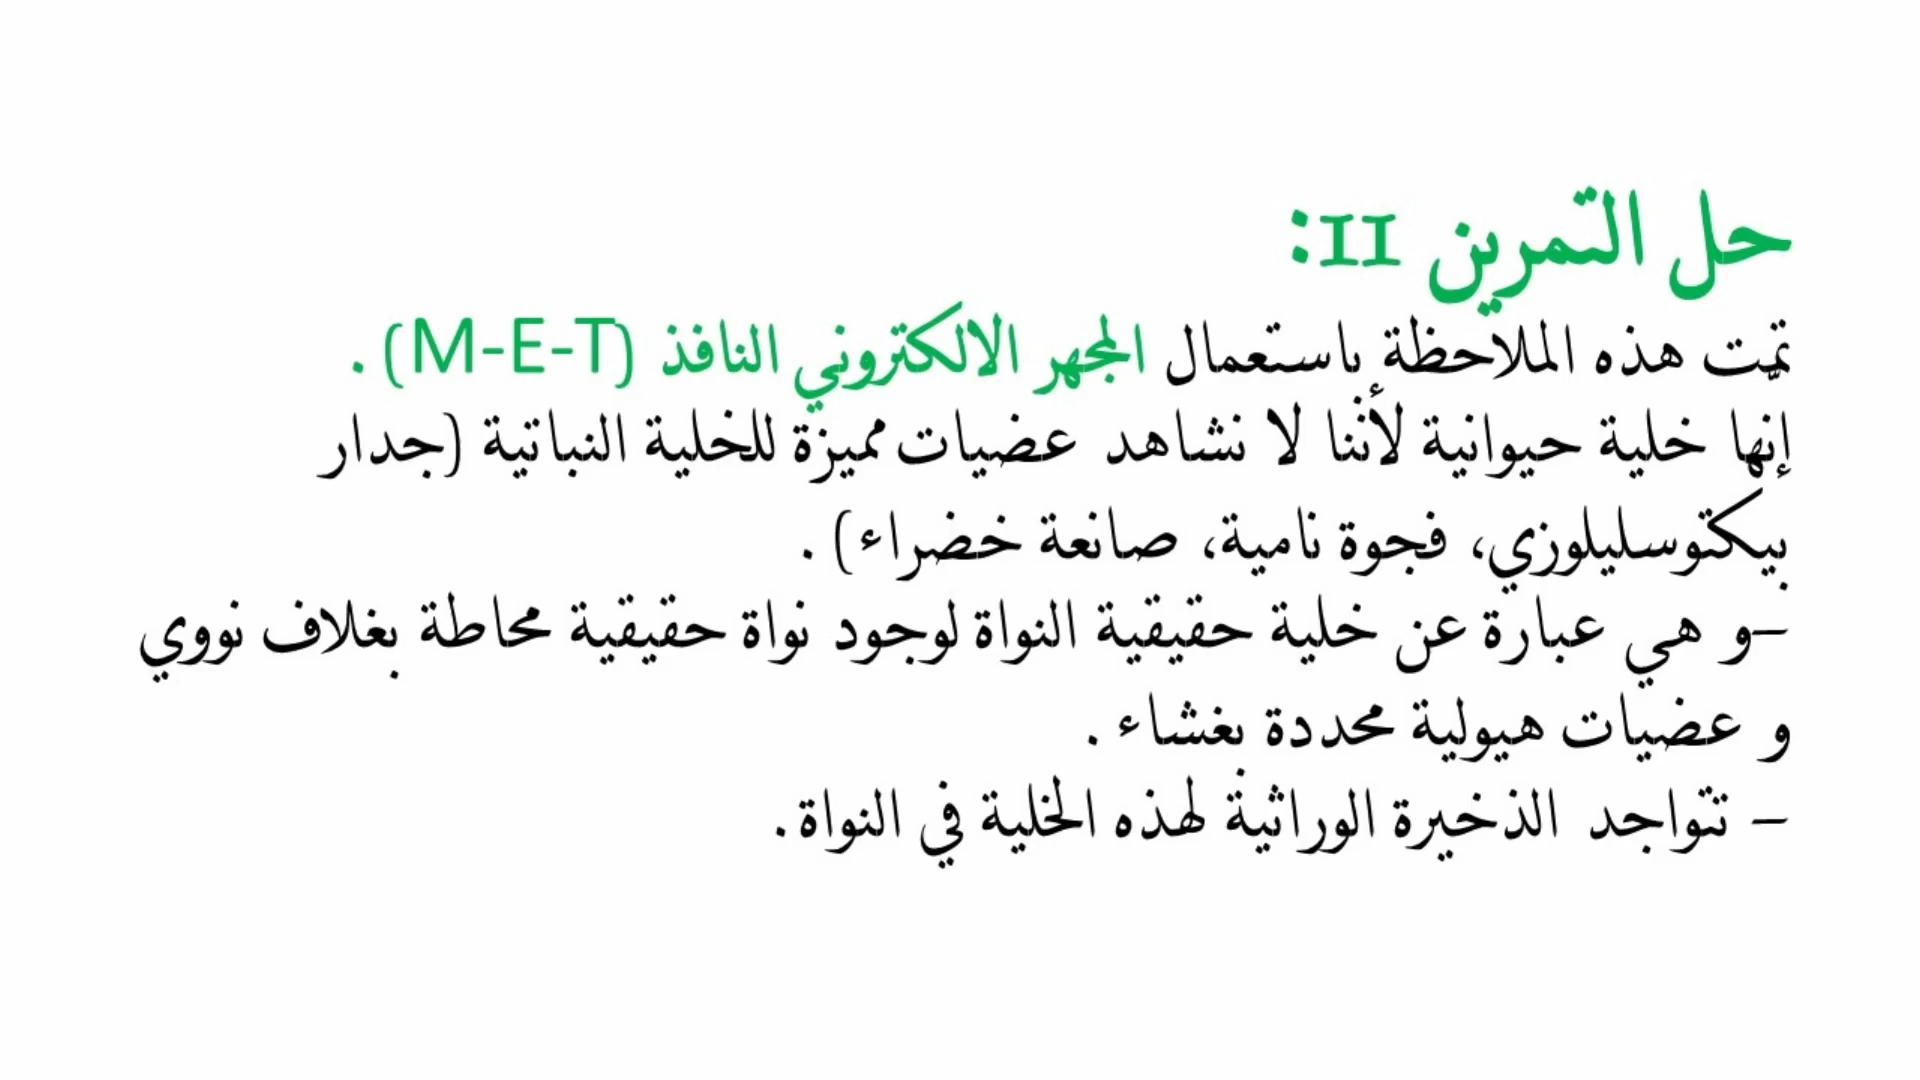 حل التمرين II:
تمّت هذه الملاحظة باستعمال المجهر الالكتروني النافذ (M-E-T) .
إنها خلية حيوانية لأننا لا نشاهد عضيات مميزة للخلية النباتية (جدار
بيكتوسليلوزي، فجوة نامية، صانعة خضراء) .
–و هي عبارة عن خلية حقيقية النواة لوجود نواة حقيقية محاطة بغلاف نووي
و عضيات هيولية محددة بغشاء .
– تتواجد الذخيرة الوراثية لهذه الخلية في النواة.